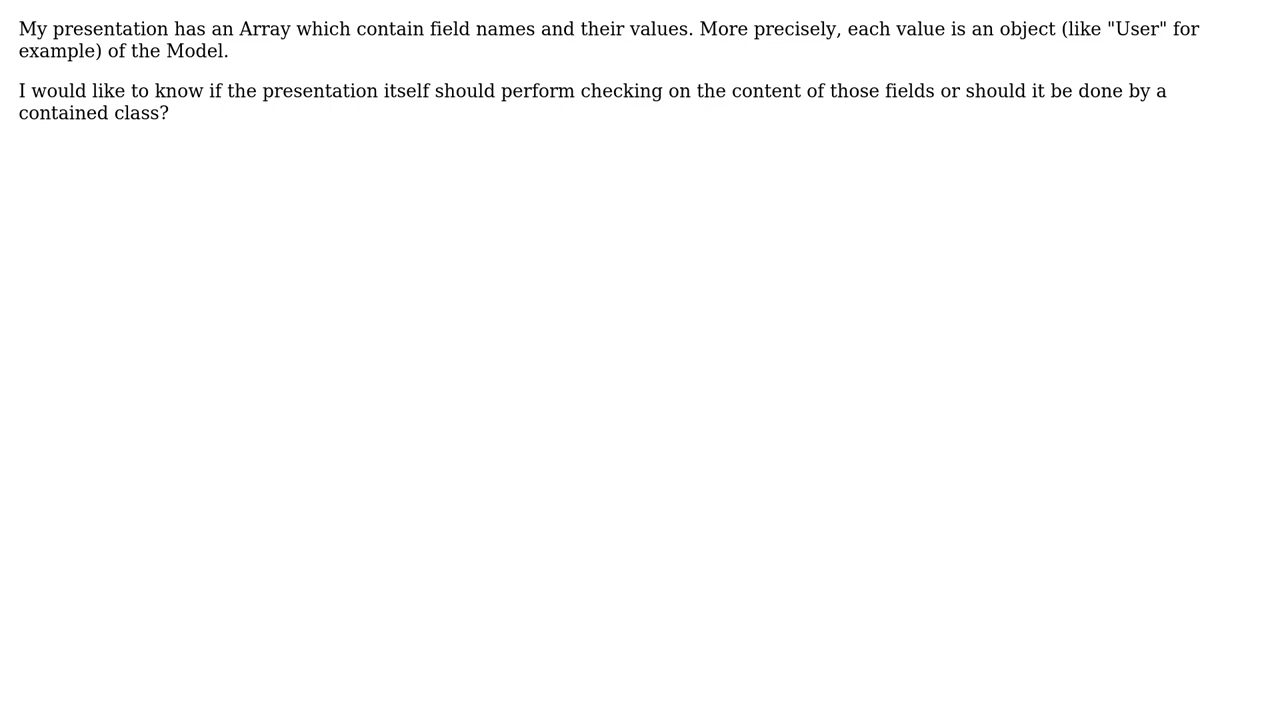 My presentation has an Array which contain field names and their values. More precisely, each value is an object (like "User" for
example) of the Model.
I would like to know if the presentation itself should perform checking on the content of those fields or should it be done by a
contained class?